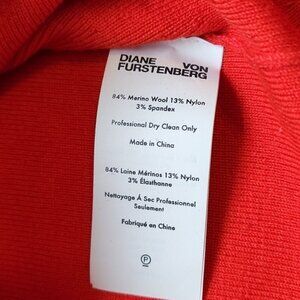 DIANE VON
FURSTENBERG
84% Merino Wool 13% Nylon
3% Spandex
Professional Dry Clean Only
Made in China
84% Laine Mérinos 13% Nylon
3% Élasthanne
Nettoyage À Sec Professionnel
Seulement
Fabriqué en Chine
P